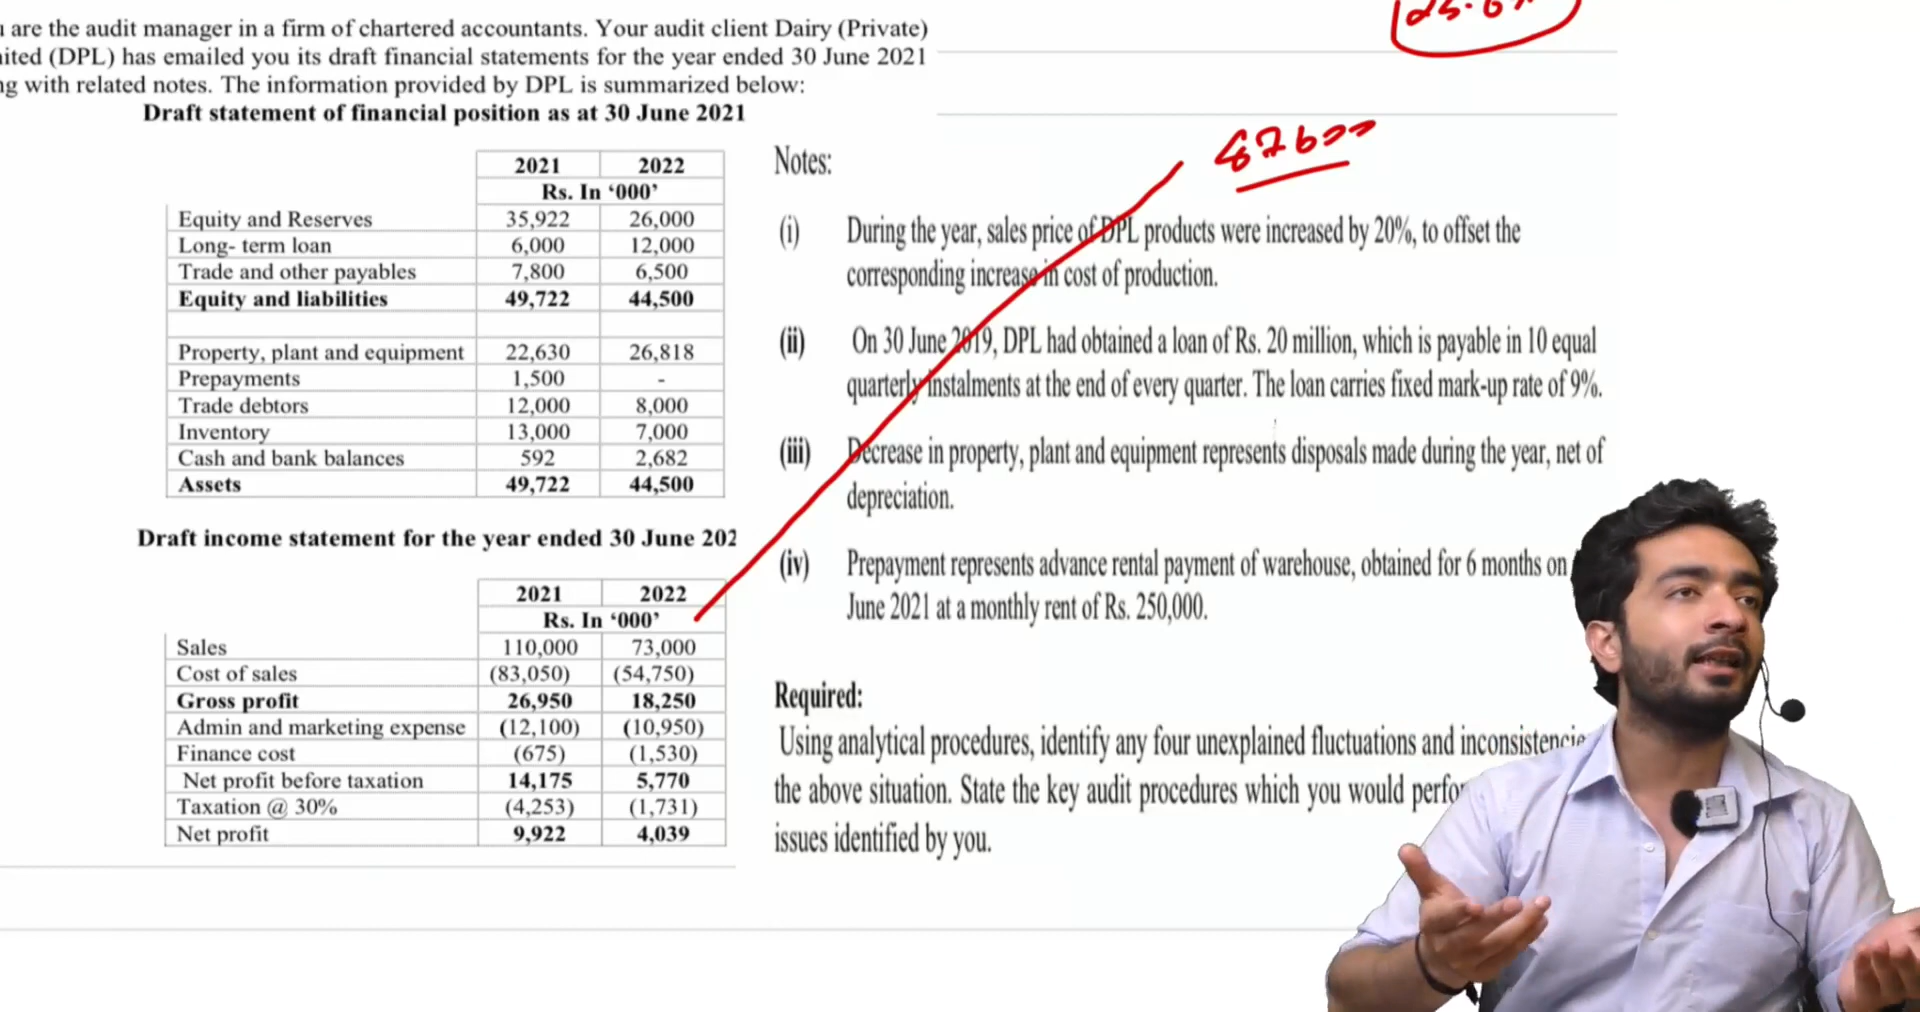 are the audit manager in a firm of chartered accountants. Your audit client Dairy (Private)
ited (DPL) has emailed you its draft financial statements for the year ended 30 June 2021
g with related notes. The information provided by DPL is summarized below:
Draft statement of financial position as at 30 June 2021
2021 2022
Rs. In ‘000’
Equity and Reserves 35,922 26,000
Long- term loan 6,000 12,000
Trade and other payables 7,800 6,500
Equity and liabilities 49,722 44,500
Property, plant and equipment 22,630 26,818
Prepayments 1,500 -
Trade debtors 12,000 8,000
Inventory 13,000 7,000
Cash and bank balances 592 2,682
Assets 49,722 44,500
Draft income statement for the year ended 30 June 202
2021 2022
Rs. In ‘000’
Sales 110,000 73,000
Cost of sales (83,050) (54,750)
Gross profit 26,950 18,250
Admin and marketing expense (12,100) (10,950)
Finance cost (675) (1,530)
Net profit before taxation 14,175 5,770
Taxation @ 30% (4,253) (1,731)
Net profit 9,922 4,039
87600
Notes:
(i) During the year, sales price of DPL products were increased by 20%, to offset the
corresponding increase in cost of production.
(ii) On 30 June 2019, DPL had obtained a loan of Rs. 20 million, which is payable in 10 equal
quarterly instalments at the end of every quarter. The loan carries fixed mark-up rate of 9%.
(iii) Decrease in property, plant and equipment represents disposals made during the year, net of
depreciation.
(iv) Prepayment represents advance rental payment of warehouse, obtained for 6 months on
June 2021 at a monthly rent of Rs. 250,000.
Required:
Using analytical procedures, identify any four unexplained fluctuations and inconsistencie
the above situation. State the key audit procedures which you would perfo
issues identified by you.